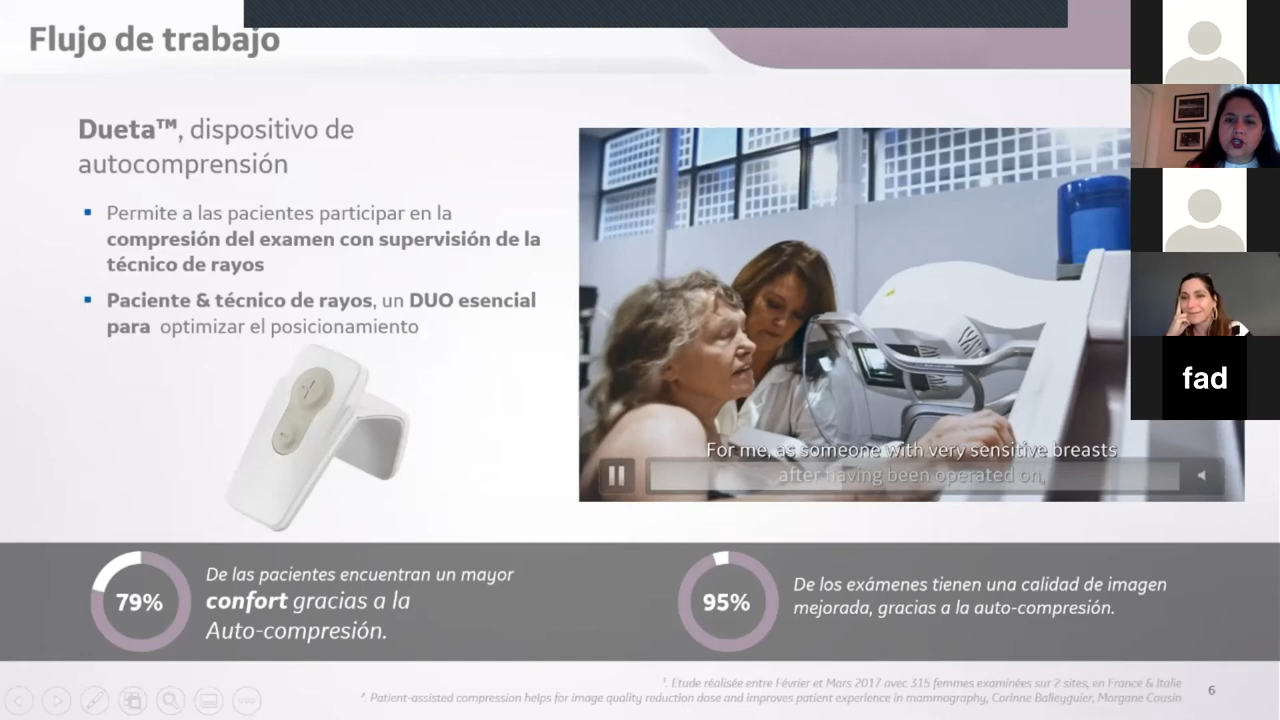 Flujo de trabajo
Dueta™, dispositivo de
autocomprensión
Permite a las pacientes participar en la
compresión del examen con supervisión de la
técnico de rayos
Paciente & técnico de rayos, un DUO esencial
para optimizar el posicionamiento
For me, as someone with very sensitive breasts
after having been operated on,
fad
79%
De las pacientes encuentran un mayor
confort gracias a la
Auto-compresión.
95%
De los exámenes tienen una calidad de imagen
mejorada, gracias a la auto-compresión.
¹. Etude réalisée entre Février et Mars 2017 avec 315 femmes examinées sur 2 sites, en France & Italie
². Patient-assisted compression helps for image quality reduction dose and improves patient experience in mammography, Corinne Balleyguier, Morgane Cousin
6